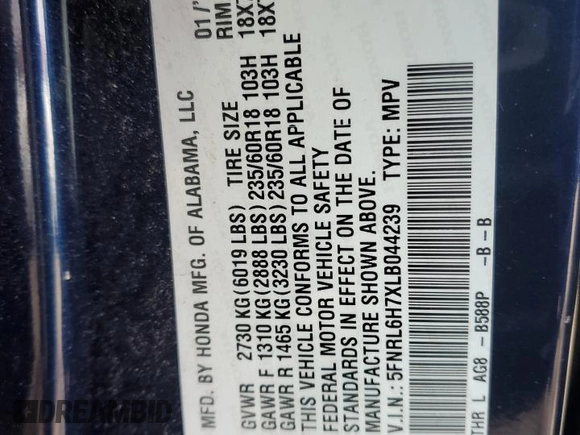 MFD. BY HONDA MFG. OF ALABAMA, LLC 01/
GVWR 2730 KG(6019 LBS) TIRE SIZE RIM
GAWR F 1310 KG(2888 LBS) 235/60R18 103H 18X7
GAWR R 1465 KG(3230 LBS) 235/60R18 103H 18X7
THIS VEHICLE CONFORMS TO ALL APPLICABLE
FEDERAL MOTOR VEHICLE SAFETY
STANDARDS IN EFFECT ON THE DATE OF
MANUFACTURE SHOWN ABOVE.
V.I.N.: 5FNRL6H7XLB044239 TYPE: MPV
THR L AG8 -B588P -B-B
DREAMBID